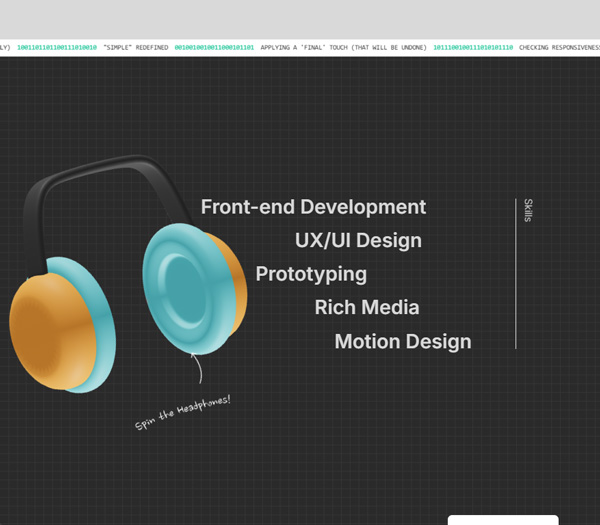 LY) 1001101101100111010010 "SIMPLE" REDEFINED 0010010010011000101101 APPLYING A 'FINAL' TOUCH (THAT WILL BE UNDONE) 1011100100111010101110 CHECKING RESPONSIVENESS
Front-end Development
UX/UI Design
Prototyping
Rich Media
Motion Design
Skills
Spin the Headphones!